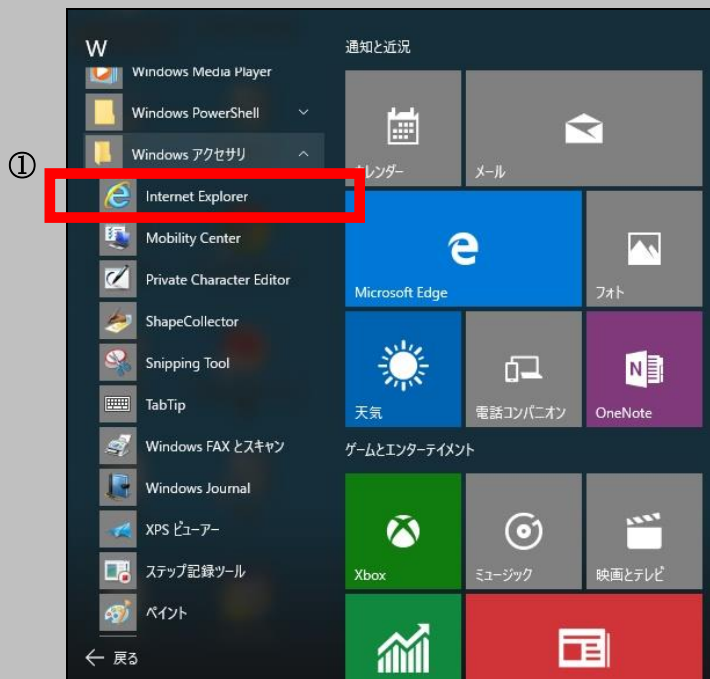 ①
W
Windows Media Player
Windows PowerShell
Windows アクセサリ
Internet Explorer
Mobility Center
Private Character Editor
ShapeCollector
Snipping Tool
TabTip
Windows FAX とスキャン
Windows Journal
XPS ビューアー
ステップ記録ツール
ペイント
戻る
通知と近況
カレンダー
メール
Microsoft Edge
フォト
天気
電話コンパニオン
OneNote
ゲームとエンターテイメント
Xbox
ミュージック
映画とテレビ